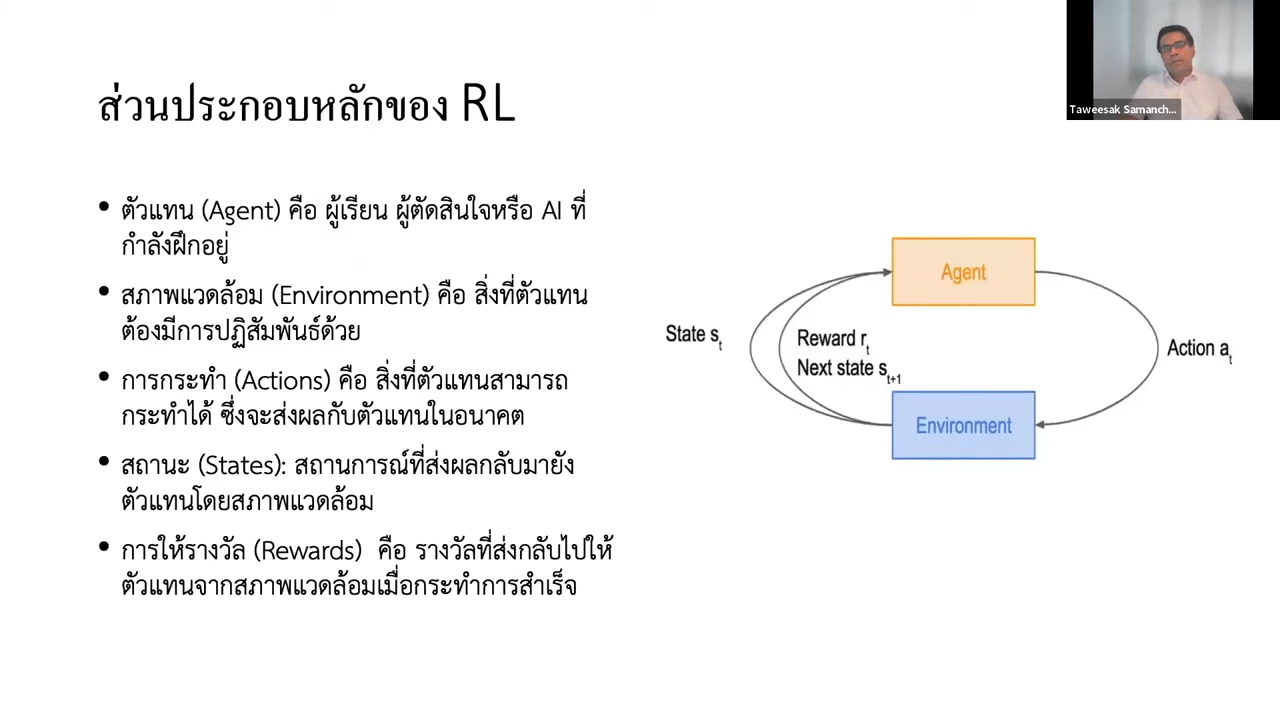 ส่วนประกอบหลักของ RL
• ตัวแทน (Agent) คือ ผู้เรียน ผู้ตัดสินใจหรือ AI ที่
กำลังฝึกอยู่
• สภาพแวดล้อม (Environment) คือ สิ่งที่ตัวแทน
ต้องมีการปฏิสัมพันธ์ด้วย
• การกระทำ (Actions) คือ สิ่งที่ตัวแทนสามารถ
กระทำได้ ซึ่งจะส่งผลกับตัวแทนในอนาคต
• สถานะ (States): สถานการณ์ที่ส่งผลกลับมายัง
ตัวแทนโดยสภาพแวดล้อม
• การให้รางวัล (Rewards)  คือ รางวัลที่ส่งกลับไปให้
ตัวแทนจากสภาพแวดล้อมเมื่อกระทำการสำเร็จ
Agent
State st
Reward rt
Next state st+1
Action at
Environment
Taweesak Samanch...